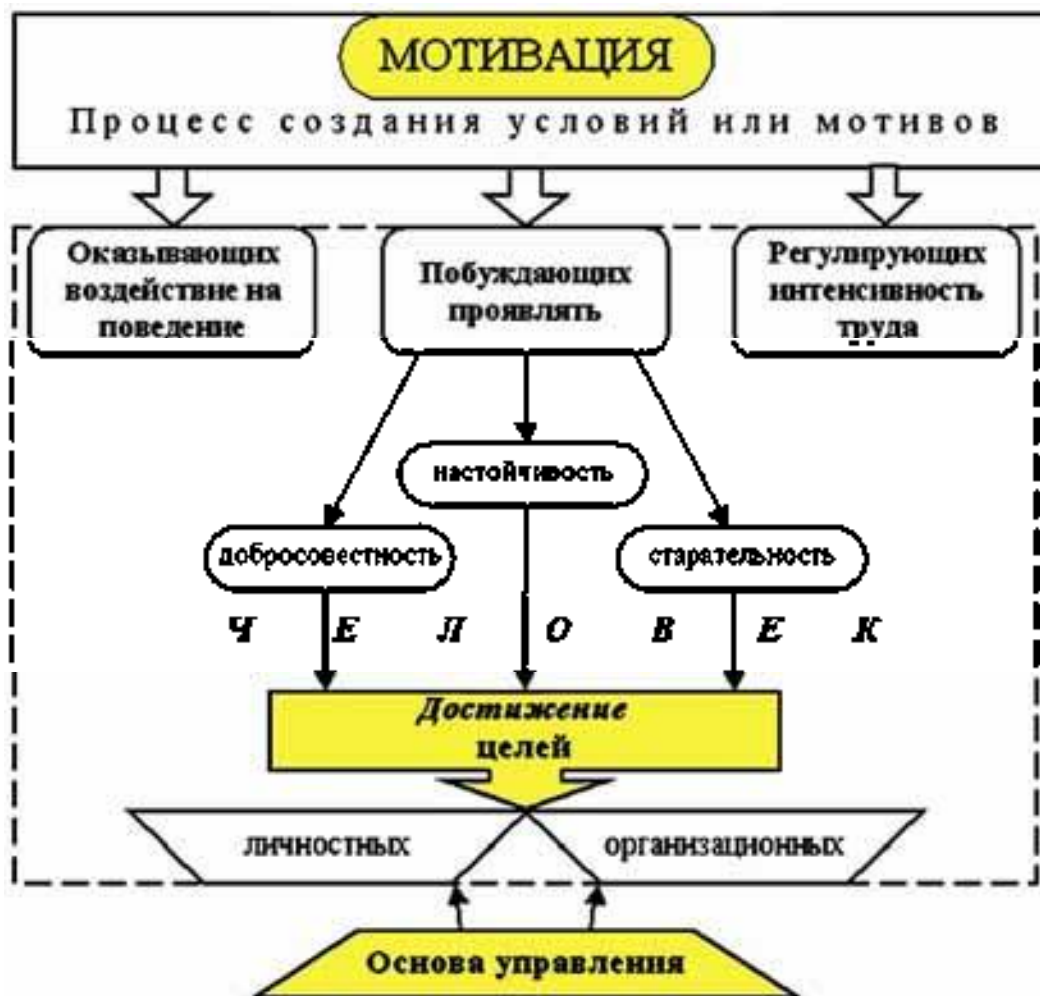 МОТИВАЦИЯ
Процесс создания условий или мотивов
Оказывающих
воздействие на
поведение
Побуждающих
проявлять
Регулирующих
интенсивность
труда
настойчивость
добросовестность
старательность
Ч Е Л О В Е К
Достижение
целей
личностных
организационных
Основа управления